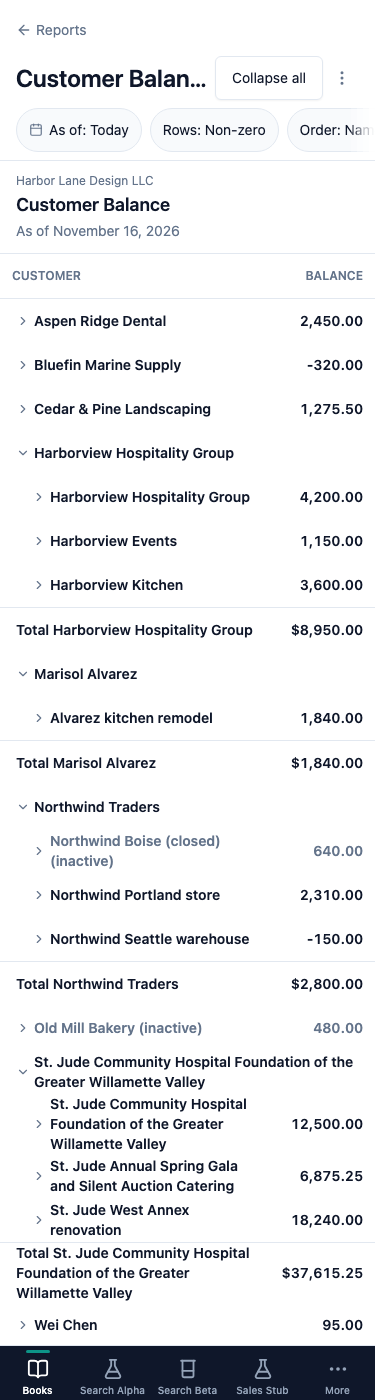 Reports
Customer Balan...
Collapse all
As of: Today
Rows: Non-zero
Order: Nam
Harbor Lane Design LLC
Customer Balance
As of November 16, 2026
CUSTOMER BALANCE
Aspen Ridge Dental 2,450.00
Bluefin Marine Supply -320.00
Cedar & Pine Landscaping 1,275.50
Harborview Hospitality Group
Harborview Hospitality Group 4,200.00
Harborview Events 1,150.00
Harborview Kitchen 3,600.00
Total Harborview Hospitality Group $8,950.00
Marisol Alvarez
Alvarez kitchen remodel 1,840.00
Total Marisol Alvarez $1,840.00
Northwind Traders
Northwind Boise (closed)
(inactive) 640.00
Northwind Portland store 2,310.00
Northwind Seattle warehouse -150.00
Total Northwind Traders $2,800.00
Old Mill Bakery (inactive) 480.00
St. Jude Community Hospital Foundation of the
Greater Willamette Valley
St. Jude Community Hospital
Foundation of the Greater 12,500.00
Willamette Valley
St. Jude Annual Spring Gala
and Silent Auction Catering 6,875.25
St. Jude West Annex
renovation 18,240.00
Total St. Jude Community Hospital
Foundation of the Greater $37,615.25
Willamette Valley
Wei Chen 95.00
Books
Search Alpha
Search Beta
Sales Stub
More